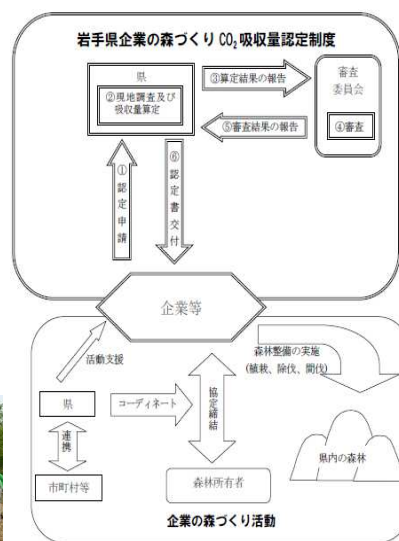 岩手県企業の森づくりCO₂吸収量認定制度
県
②現地調査及び
吸収量算定
③算定結果の報告
審査
委員会
④審査
⑤審査結果の報告
①認定申請
⑥認定書交付
企業等
活動支援
森林整備の実施
(植栽、除伐、間伐)
県
コーディネート
協定締結
連携
県内の森林
市町村等
森林所有者
企業の森づくり活動